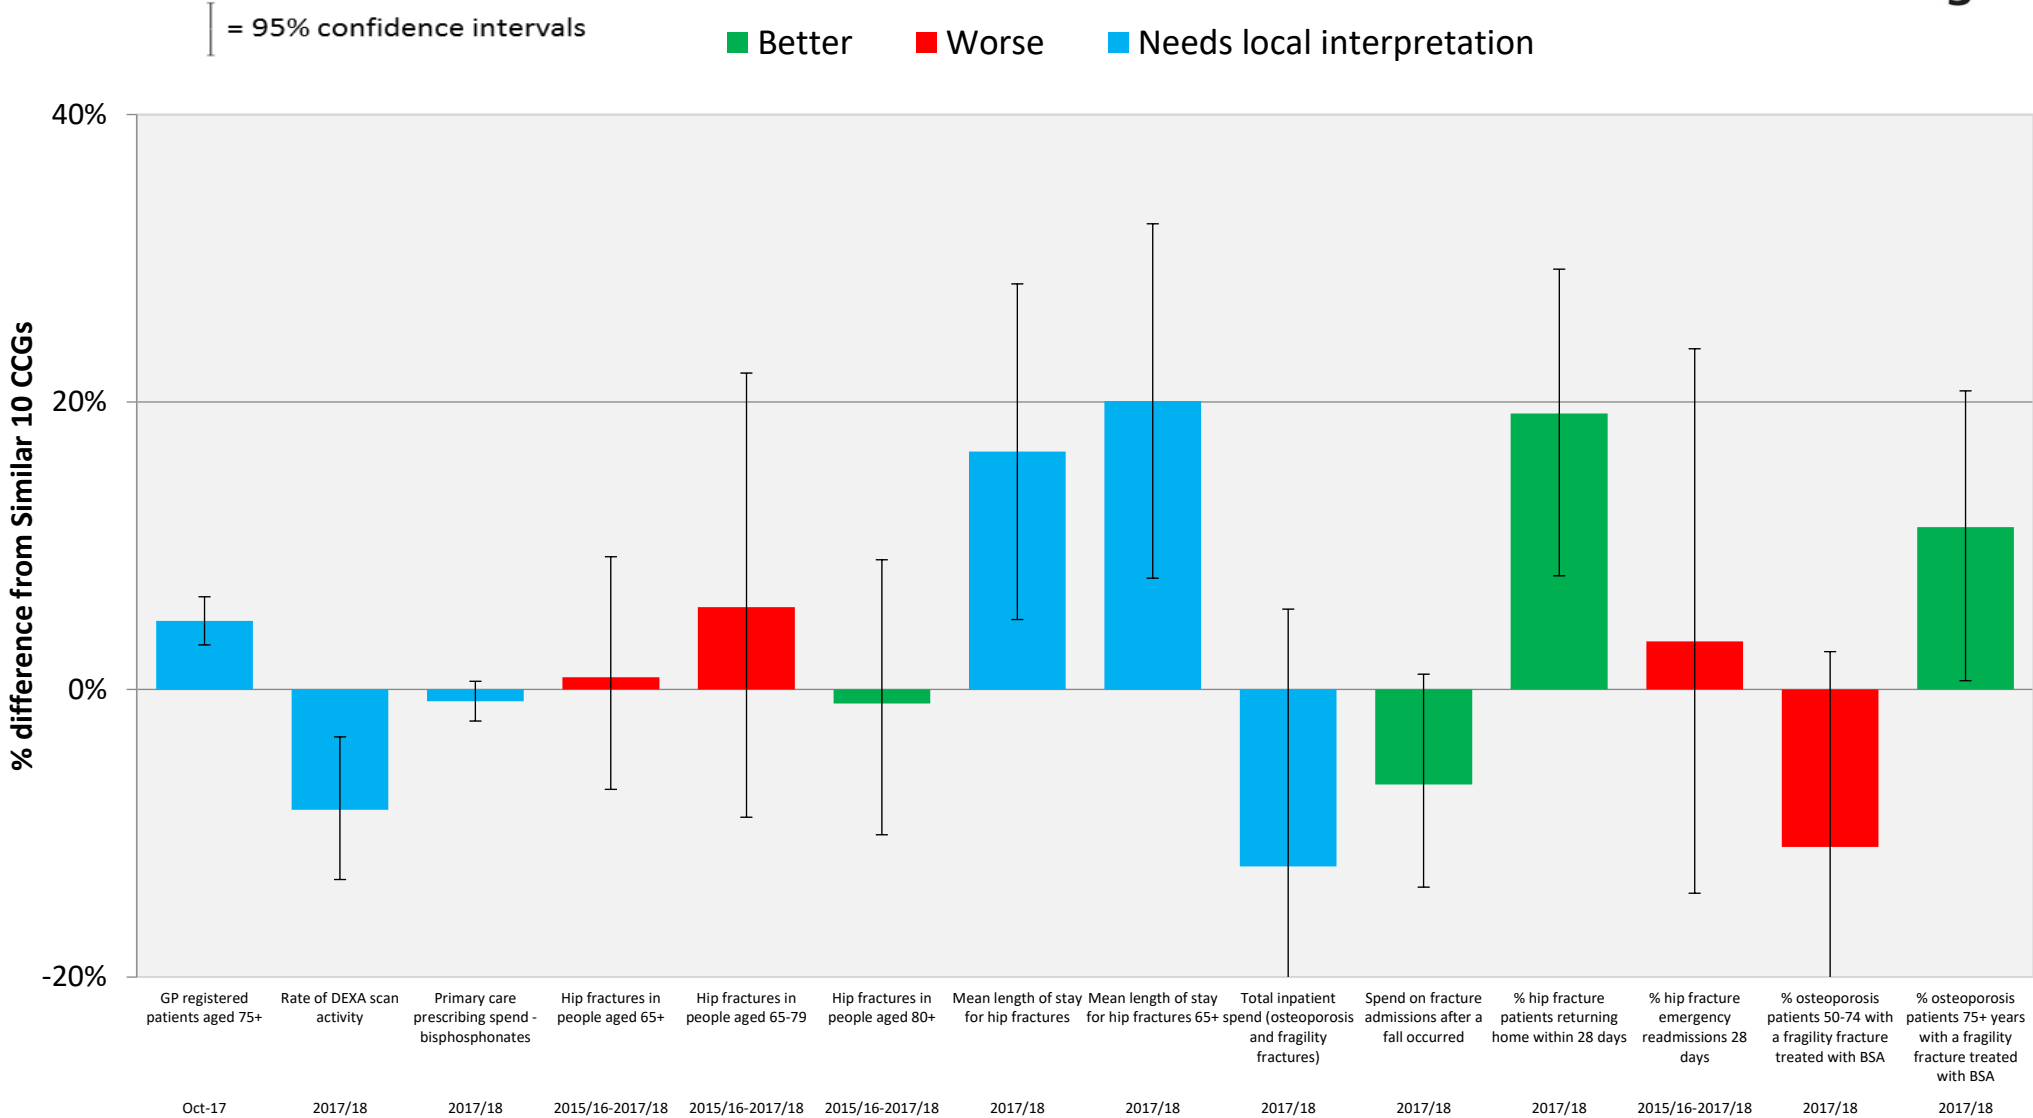 = 95% confidence intervals
Better
Worse
Needs local interpretation
% difference from Similar 10 CCGs
40%
20%
0%
-20%
GP registered
patients aged 75+
Oct-17
Rate of DEXA scan
activity
2017/18
Primary care
prescribing spend -
bisphosphonates
2017/18
Hip fractures in
people aged 65+
2015/16-2017/18
Hip fractures in
people aged 65-79
2015/16-2017/18
Hip fractures in
people aged 80+
2015/16-2017/18
Mean length of stay
for hip fractures
2017/18
Mean length of stay
for hip fractures 65+
2017/18
Total inpatient
spend (osteoporosis
and fragility
fractures)
2017/18
Spend on fracture
admissions after a
fall occurred
2017/18
% hip fracture
patients returning
home within 28 days
2017/18
% hip fracture
emergency
readmissions 28
days
2015/16-2017/18
% osteoporosis
patients 50-74 with
a fragility fracture
treated with BSA
2017/18
% osteoporosis
patients 75+ years
with a fragility
fracture treated
with BSA
2017/18